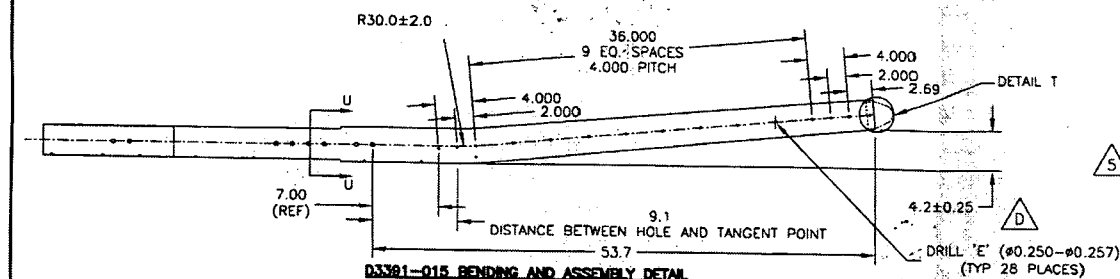 R30.0±2.0
36.000
9 EQ. SPACES
4.000 PITCH
4.000
2.000
2.69
DETAIL T
4.000
2.000
U
U
7.00
(REF)
9.1
DISTANCE BETWEEN HOLE AND TANGENT POINT
53.7
4.2±0.25
S
D
DRILL 'E' (ø0.250-ø0.257)
(TYP 28 PLACES)
D3391-015 BENDING AND ASSEMBLY DETAIL